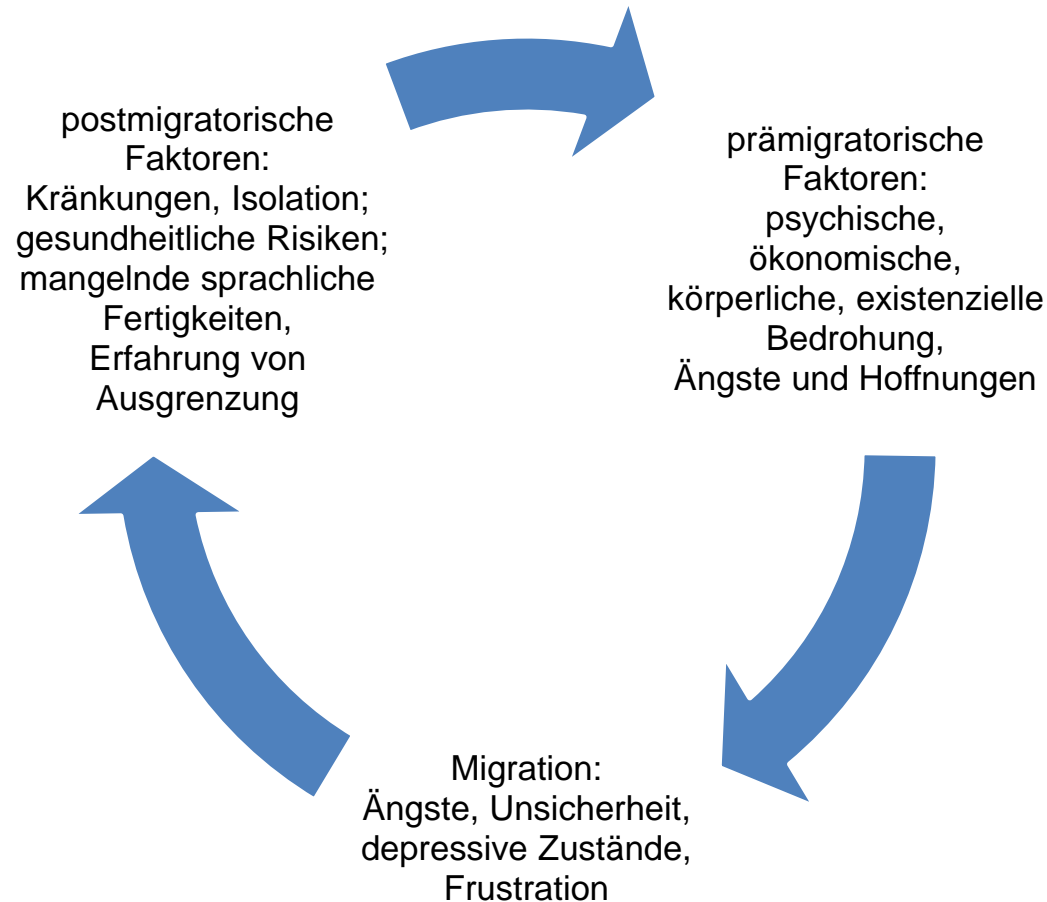 postmigratorische
Faktoren:
Kränkungen, Isolation;
gesundheitliche Risiken;
mangelnde sprachliche
Fertigkeiten,
Erfahrung von
Ausgrenzung
prämigratorische
Faktoren:
psychische,
ökonomische,
körperliche, existenzielle
Bedrohung,
Ängste und Hoffnungen
Migration:
Ängste, Unsicherheit,
depressive Zustände,
Frustration